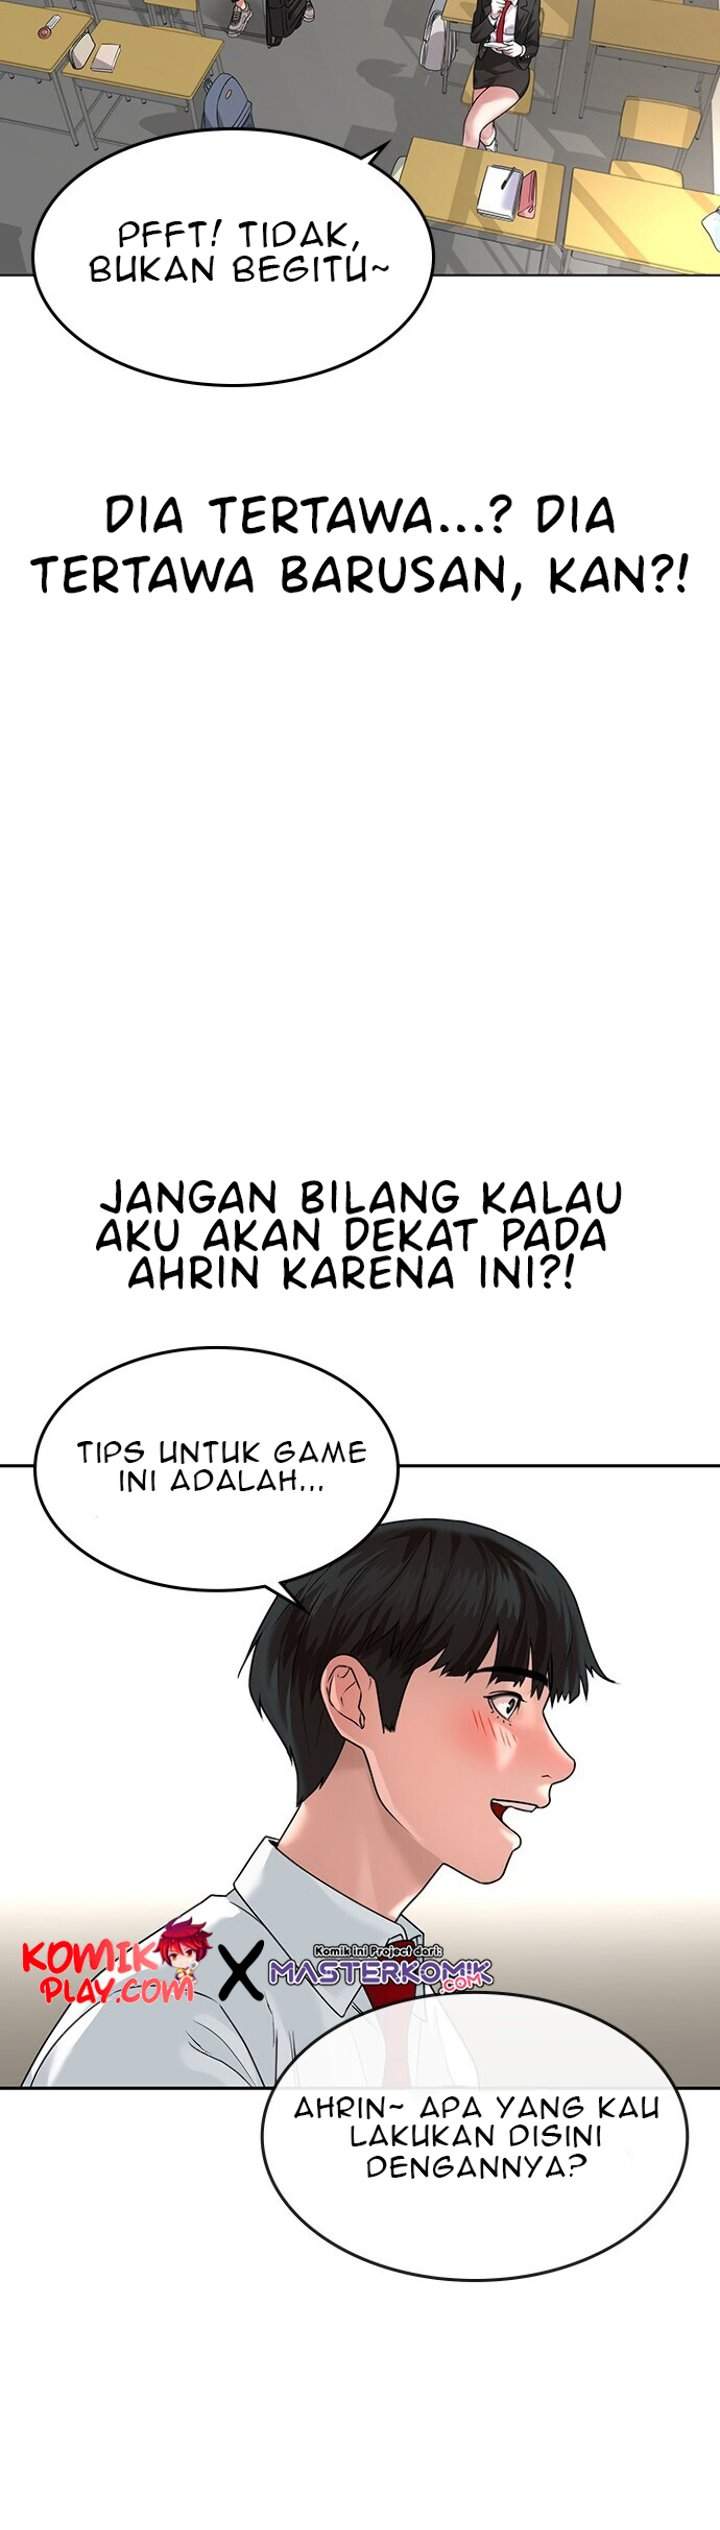 PFFT! TIDAK,
BUKAN BEGITU~
DIA TERTAWA...? DIA
TERTAWA BARUSAN, KAN?!
JANGAN BILANG KALAU
AKU AKAN DEKAT PADA
AHRIN KARENA INI?!
TIPS UNTUK GAME
INI ADALAH...
KOMIK
PLAY.COM
X
Komik ini Project dari:
MASTERKOMIK
.COM
AHRIN~ APA YANG KAU
LAKUKAN DISINI
DENGANNYA?